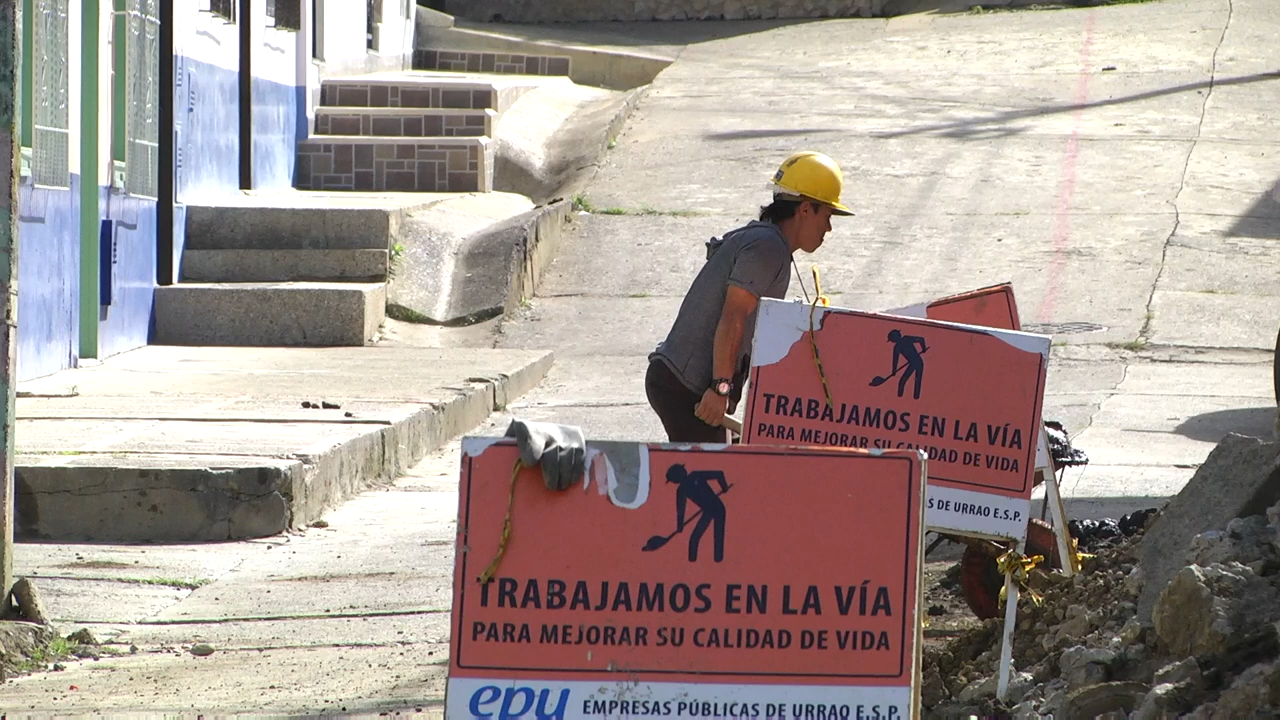 TRABAJAMOS EN LA VÍA
PARA MEJORAR SU CALIDAD DE VIDA
S DE URRAO E.S.P.
TRABAJAMOS EN LA VÍA
PARA MEJORAR SU CALIDAD DE VIDA
epu EMPRESAS PÚBLICAS DE URRAO E.S.P.